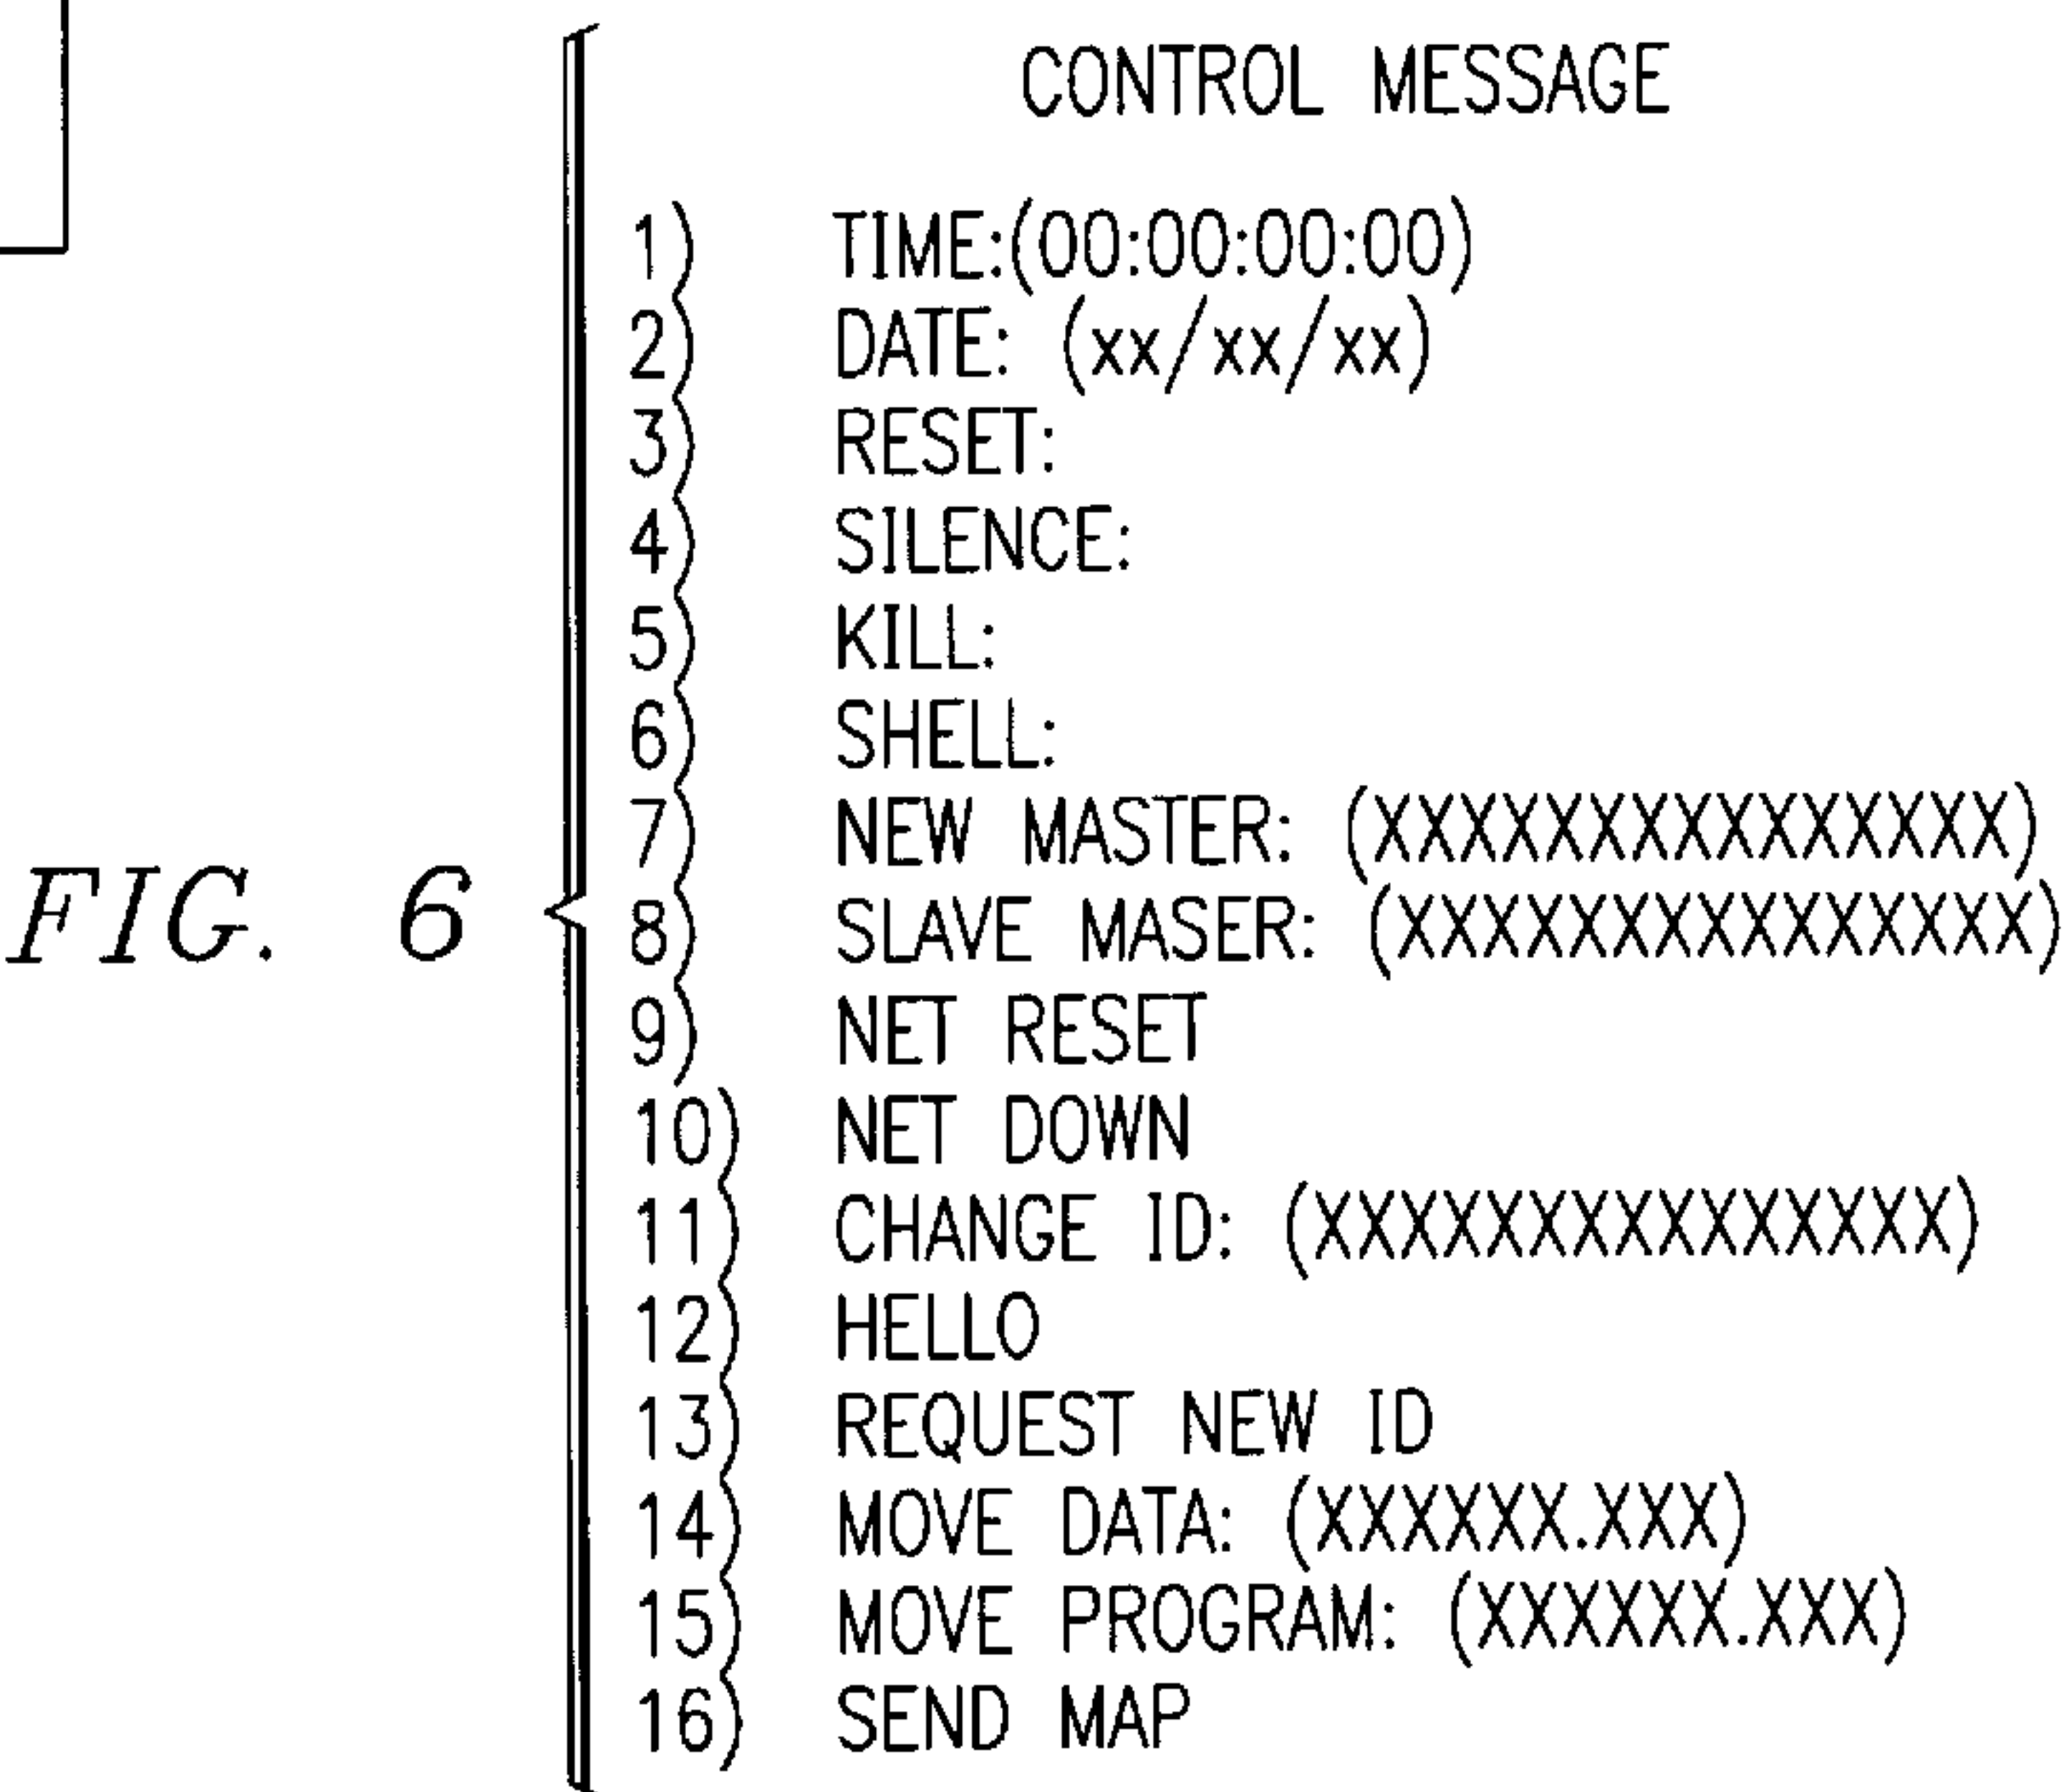 CONTROL MESSAGE
1) TIME:(00:00:00:00)
2) DATE: (xx/xx/xx)
3) RESET:
4) SILENCE:
5) KILL:
6) SHELL:
7) NEW MASTER: (XXXXXXXXXXXXXXX)
8) SLAVE MASER: (XXXXXXXXXXXXXXX)
9) NET RESET
10) NET DOWN
11) CHANGE ID: (XXXXXXXXXXXXXXX)
12) HELLO
13) REQUEST NEW ID
14) MOVE DATA: (XXXXXX.XXX)
15) MOVE PROGRAM: (XXXXXX.XXX)
16) SEND MAP
FIG. 6